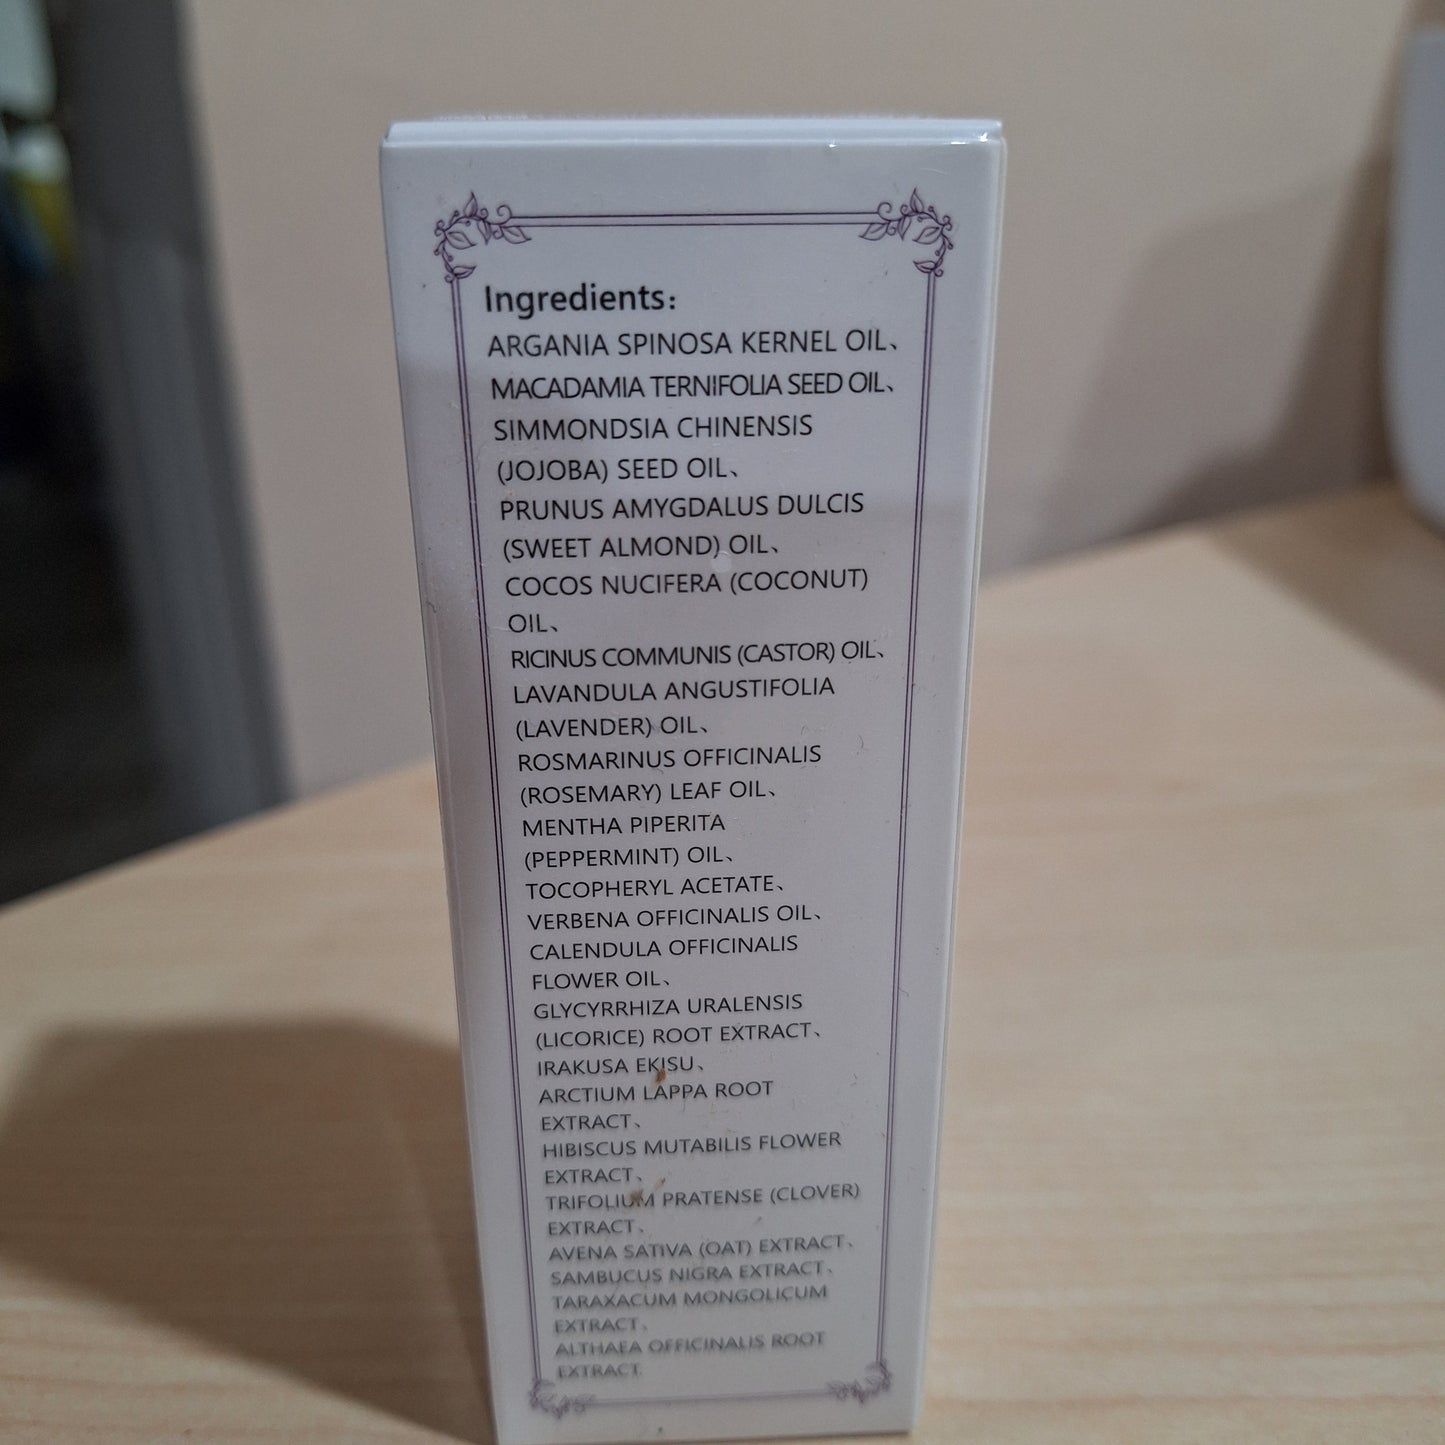 Ingredients：
ARGANIA SPINOSA KERNEL OIL、
MACADAMIA TERNIFOLIA SEED OIL、
SIMMONDSIA CHINENSIS
(JOJOBA) SEED OIL、
PRUNUS AMYGDALUS DULCIS
(SWEET ALMOND) OIL、
COCOS NUCIFERA (COCONUT)
OIL、
RICINUS COMMUNIS (CASTOR) OIL、
LAVANDULA ANGUSTIFOLIA
(LAVENDER) OIL、
ROSMARINUS OFFICINALIS
(ROSEMARY) LEAF OIL、
MENTHA PIPERITA
(PEPPERMINT) OIL、
TOCOPHERYL ACETATE、
VERBENA OFFICINALIS OIL、
CALENDULA OFFICINALIS
FLOWER OIL、
GLYCYRRHIZA URALENSIS
(LICORICE) ROOT EXTRACT、
IRAKUSA EKISU、
ARCTIUM LAPPA ROOT
EXTRACT、
HIBISCUS MUTABILIS FLOWER
EXTRACT、
TRIFOLIUM PRATENSE (CLOVER)
EXTRACT、
AVENA SATIVA (OAT) EXTRACT、
SAMBUCUS NIGRA EXTRACT、
TARAXACUM MONGOLICUM
EXTRACT、
ALTHAEA OFFICINALIS ROOT
EXTRACT